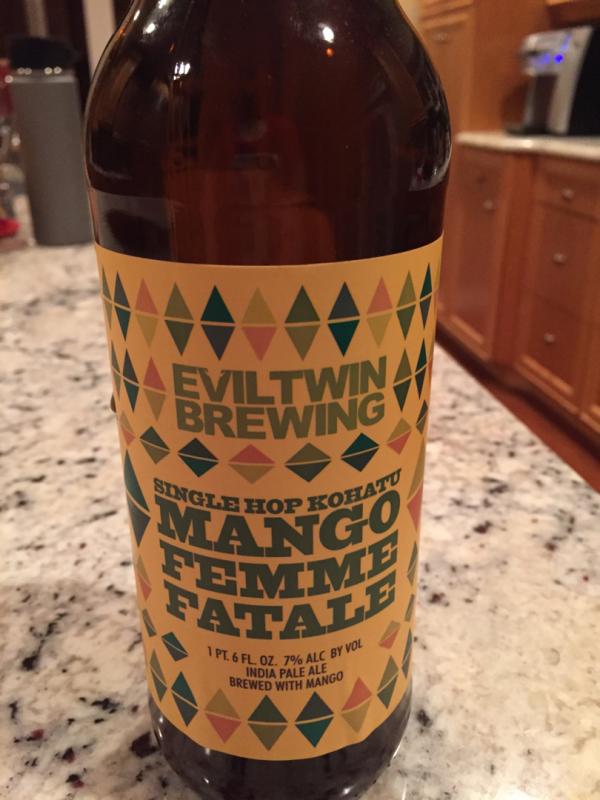 EVILTWIN
BREWING
SINGLE HOP KOHATU
MANGO
FEMME
FATALE
1 PT. 6 FL. OZ. 7% ALC BY VOL
INDIA PALE ALE
BREWED WITH MANGO